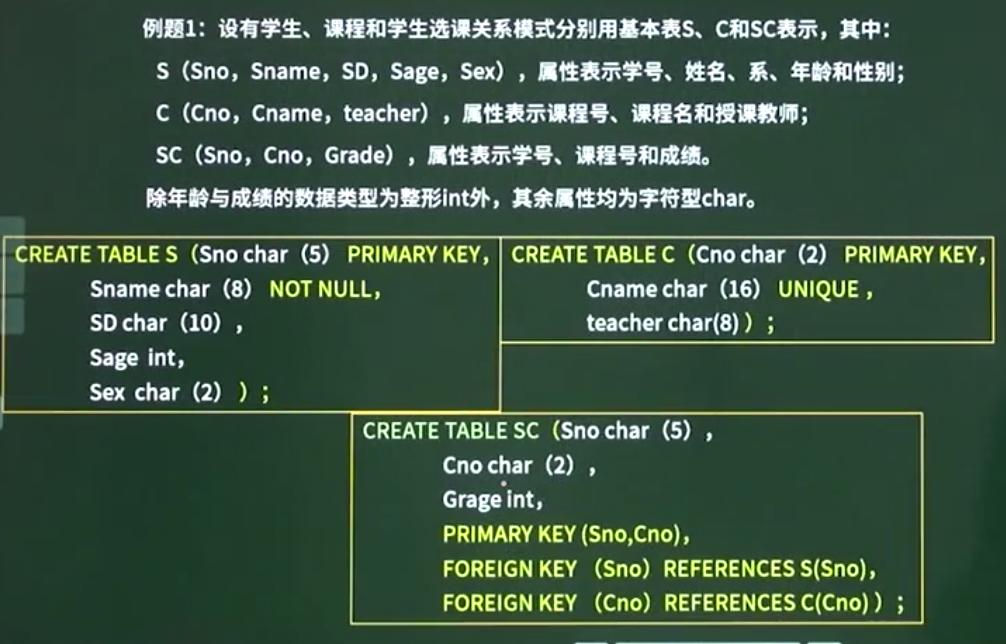 例题1：设有学生、课程和学生选课关系模式分别用基本表S、C和SC表示，其中：
S（Sno，Sname，SD，Sage，Sex），属性表示学号、姓名、系、年龄和性别；
C（Cno，Cname，teacher），属性表示课程号、课程名和授课教师；
SC（Sno，Cno，Grade），属性表示学号、课程号和成绩。
除年龄与成绩的数据类型为整形int外，其余属性均为字符型char。
CREATE TABLE S（Sno char（5） PRIMARY KEY，
Sname char（8） NOT NULL，
SD char（10），
Sage int，
Sex char（2））；
CREATE TABLE C（Cno char（2） PRIMARY KEY，
Cname char（16） UNIQUE，
teacher char(8)）；
CREATE TABLE SC（Sno char（5），
Cno char（2），
Grage int，
PRIMARY KEY (Sno,Cno)，
FOREIGN KEY （Sno）REFERENCES S(Sno)，
FOREIGN KEY （Cno）REFERENCES C(Cno)）；